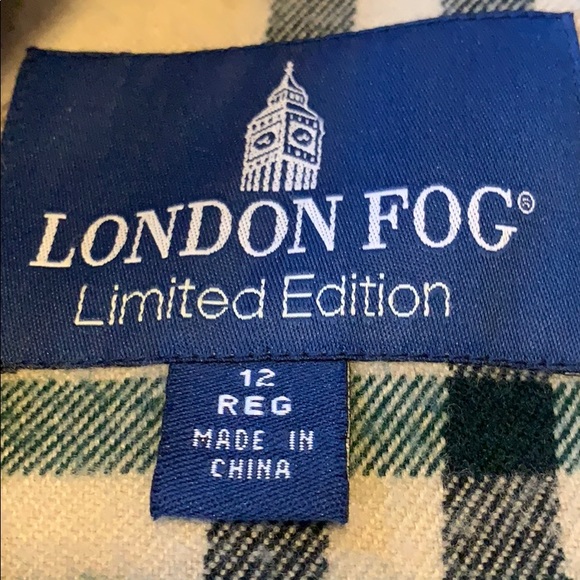 LONDON FOG®
Limited Edition
12
REG
MADE IN
CHINA